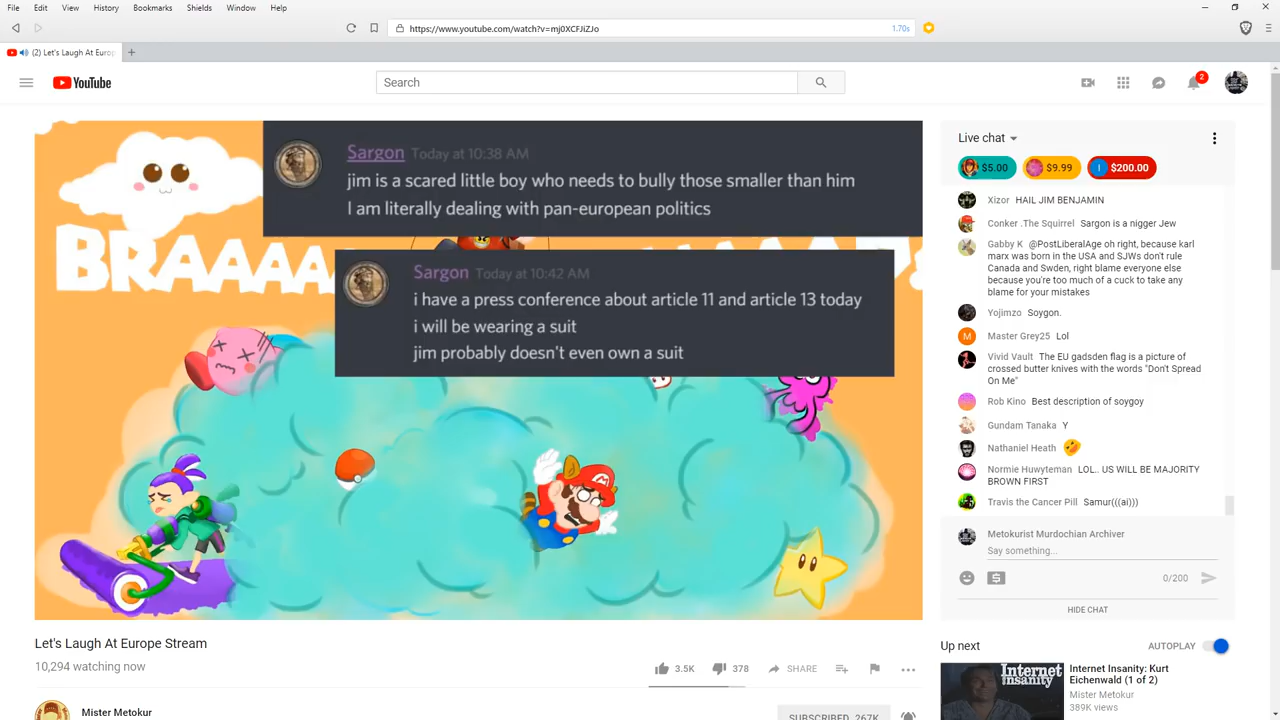 File Edit View History Bookmarks Shields Window Help
https://www.youtube.com/watch?v=mj0XCFJiZJo 1.70s
(2) Let's Laugh At Europ
YouTube
Search
2
Sargon Today at 10:38 AM
jim is a scared little boy who needs to bully those smaller than him
I am literally dealing with pan-european politics
BRAAAA
Sargon Today at 10:42 AM
i have a press conference about article 11 and article 13 today
i will be wearing a suit
jim probably doesn't even own a suit
Let's Laugh At Europe Stream
10,294 watching now
3.5K 378 SHARE
Mister Metokur
SUBSCRIBED 267K
Live chat
$5.00 $9.99 I $200.00
Xizor HAIL JIM BENJAMIN
Conker .The Squirrel Sargon is a nigger Jew
Gabby K @PostLiberalAge oh right, because karl
marx was born in the USA and SJWs don't rule
Canada and Swden, right blame everyone else
because you're too much of a cuck to take any
blame for your mistakes
Yojimzo Soygon.
M Master Grey25 Lol
Vivid Vault The EU gadsden flag is a picture of
crossed butter knives with the words "Don't Spread
On Me"
Rob Kino Best description of soygoy
Gundam Tanaka Y
Nathaniel Heath
Normie Huwyteman LOL.. US WILL BE MAJORITY
BROWN FIRST
Travis the Cancer Pill Samur(((ai)))
Metokurist Murdochian Archiver
Say something...
0/200
HIDE CHAT
Up next AUTOPLAY
Internet
Insanity
Internet Insanity: Kurt
Eichenwald (1 of 2)
Mister Metokur
389K views